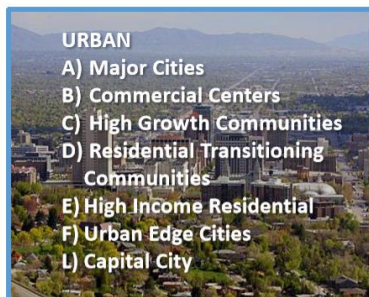 URBAN
A) Major Cities
B) Commercial Centers
C) High Growth Communities
D) Residential Transitioning
Communities
E) High Income Residential
F) Urban Edge Cities
L) Capital City